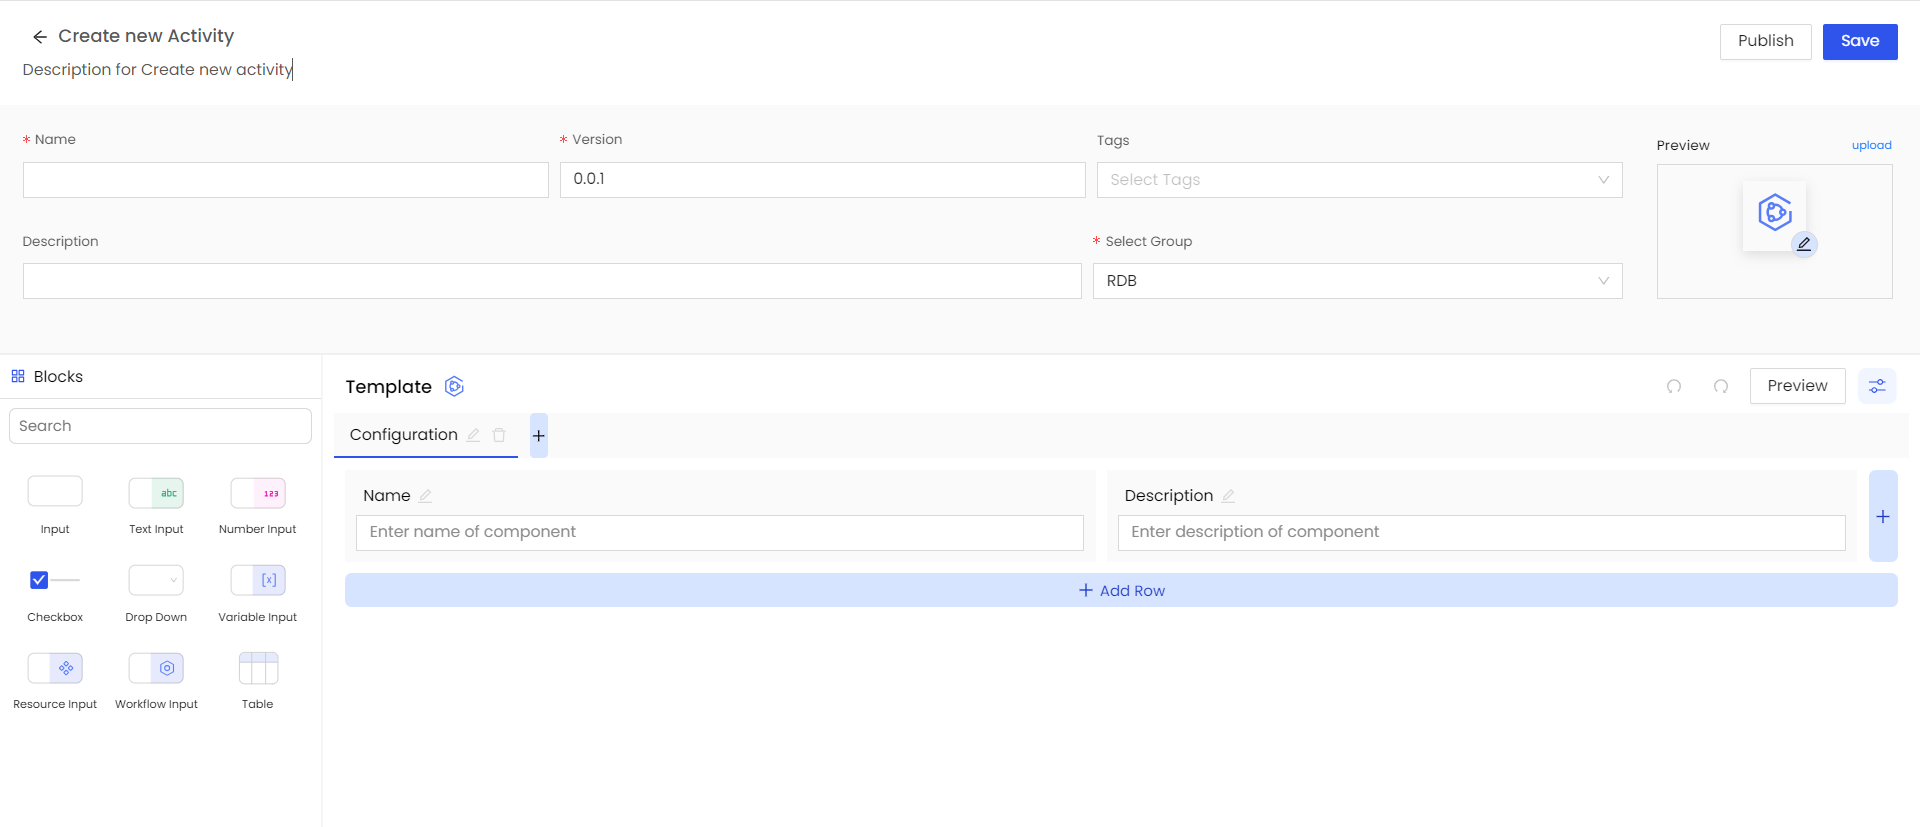 Create new Activity
Publish
Save
Description for Create new activity
* Name
* Version
Tags
Preview
upload
0.0.1
Select Tags
Description
* Select Group
RDB
Blocks
Template
Preview
Search
Configuration
+
Name
Description
Enter name of component
Enter description of component
+
+ Add Row
abc
123
Input
Text Input
Number Input
[x]
Checkbox
Drop Down
Variable Input
Resource Input
Workflow Input
Table